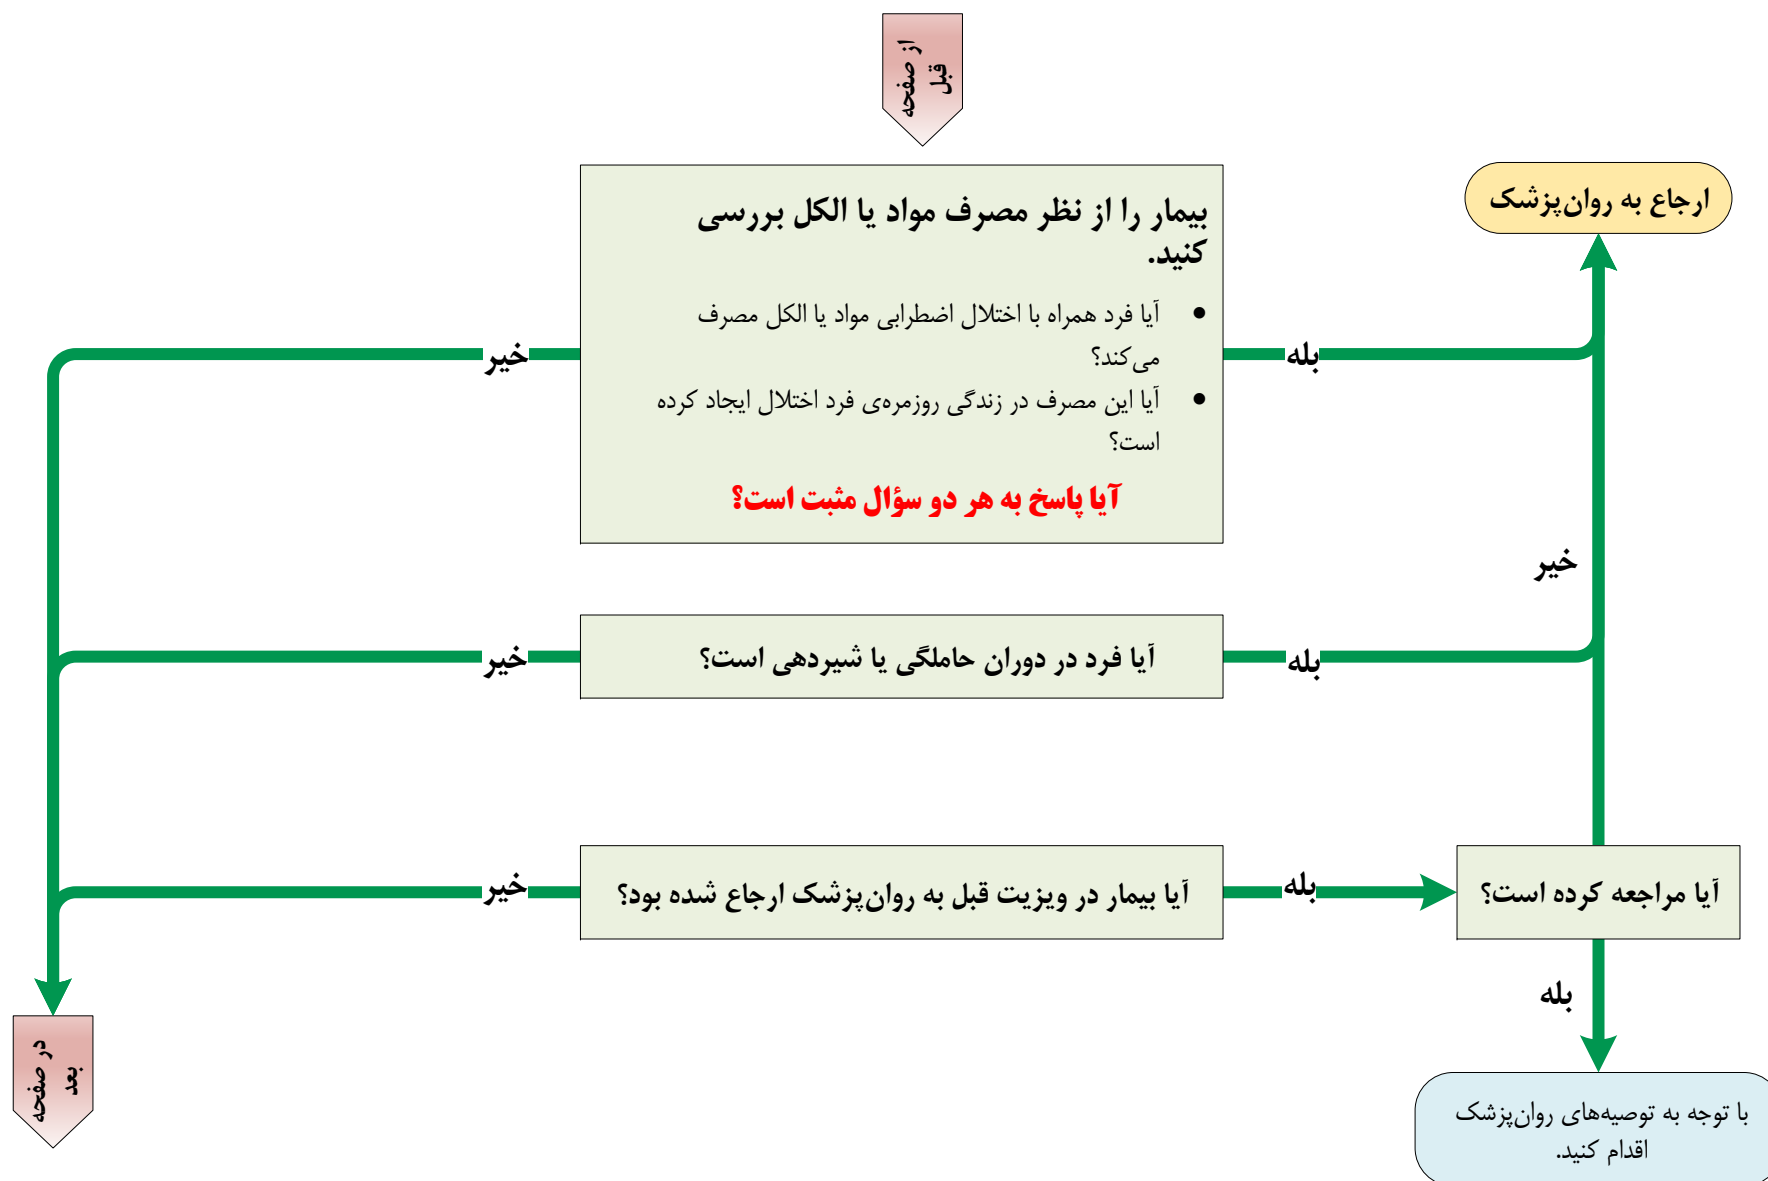 از صفحه
قبل
ارجاع به روان‌پزشک
بیمار را از نظر مصرف مواد یا الکل بررسی
کنید.
• آیا فرد همراه با اختلال اضطرابی مواد یا الکل مصرف
می‌کند؟
• آیا این مصرف در زندگی روزمره‌ی فرد اختلال ایجاد کرده
است؟
آیا پاسخ به هر دو سؤال مثبت است؟
بله
خیر
خیر
آیا فرد در دوران حاملگی یا شیردهی است؟
بله
خیر
آیا بیمار در ویزیت قبل به روان‌پزشک ارجاع شده بود؟
بله
خیر
آیا مراجعه کرده است؟
بله
در صفحه
بعد
با توجه به توصیه‌های روان‌پزشک
اقدام کنید.